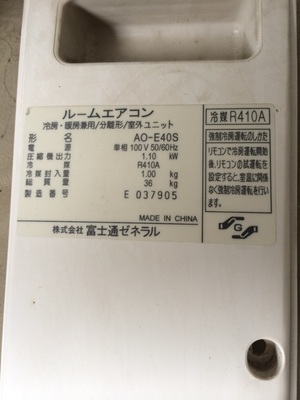 ルームエアコン
冷房・暖房兼用/分離形/室外ユニット
形名 AO-E40S
電源 単相 100V 50/60Hz
圧縮機出力 1.10 kW
冷媒 R410A
冷媒封入量 1.00 kg
総質量 36 kg
製造番号 E 037905
MADE IN CHINA
株式会社 富士通ゼネラル
冷媒 R410A
強制冷房運転のしかた
リモコンで冷房運転開始
後、リモコンの試運転を
設定すると、室温に関係
なく強制冷房運転を行い
ます。
G